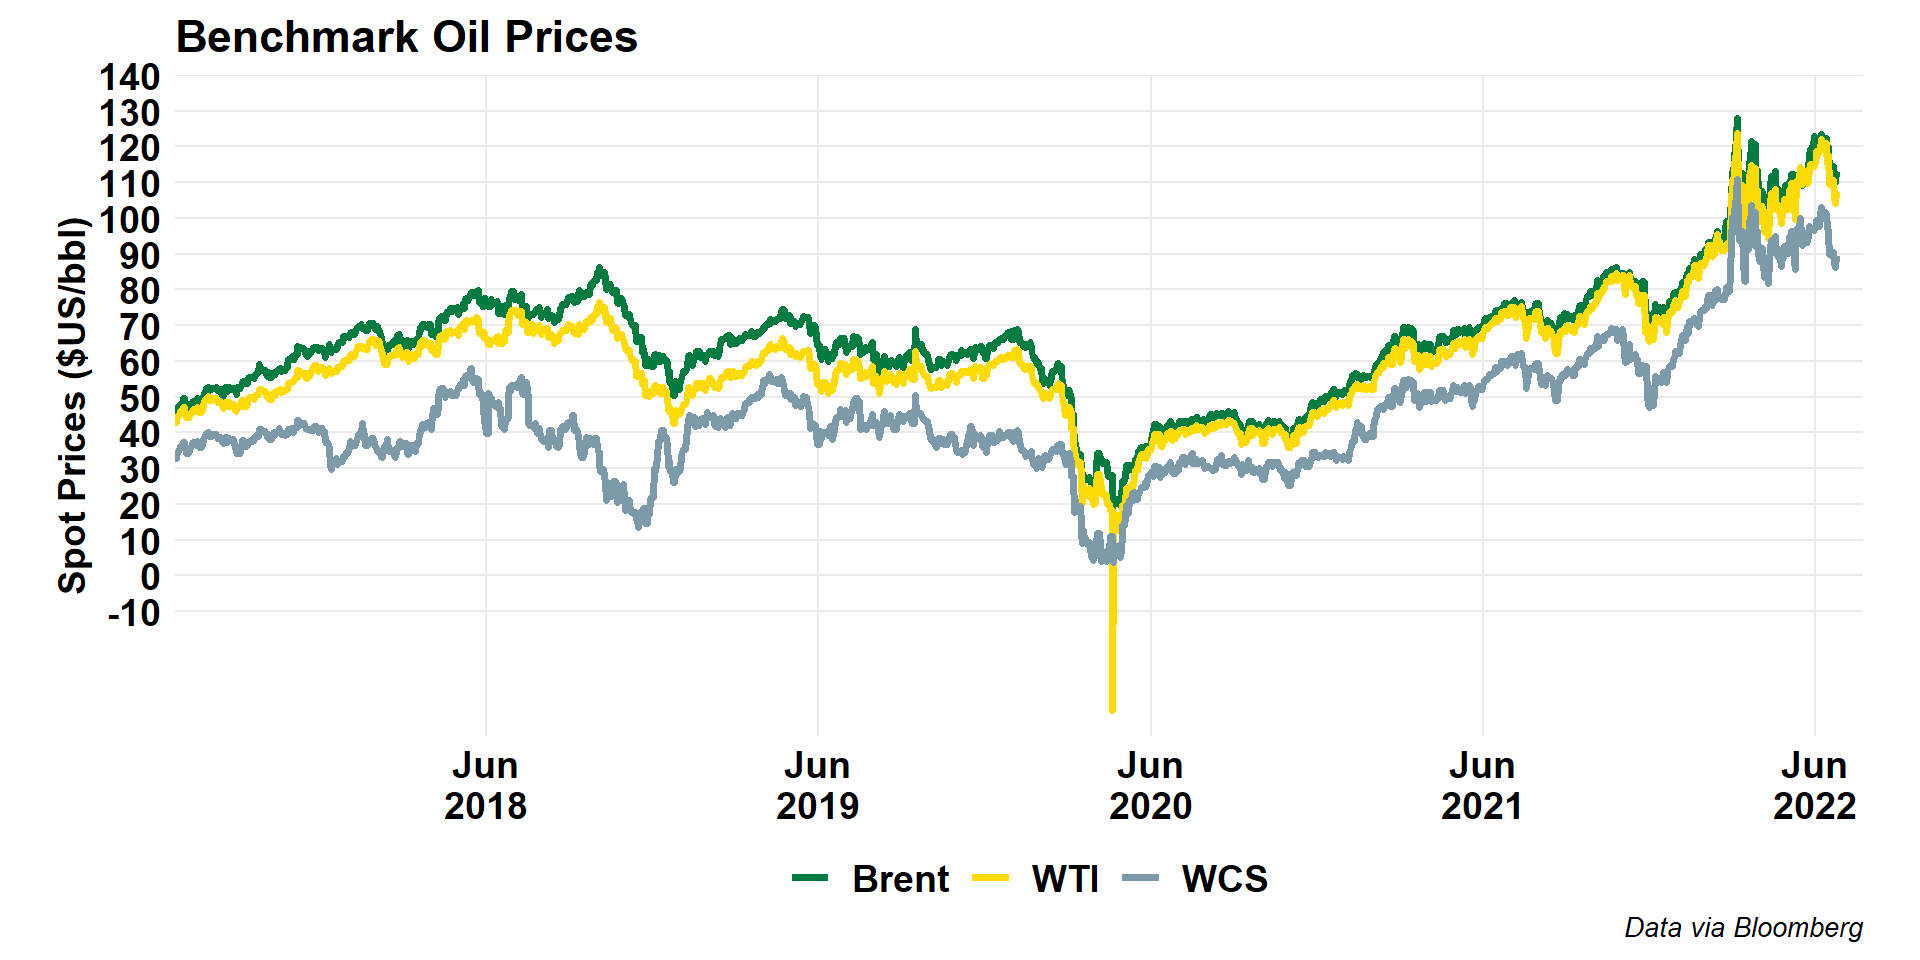 Benchmark Oil Prices
Spot Prices ($US/bbl)
140
130
120
110
100
90
80
70
60
50
40
30
20
10
0
-10
Jun
2018
Jun
2019
Jun
2020
Jun
2021
Jun
2022
Brent WTI WCS
Data via Bloomberg